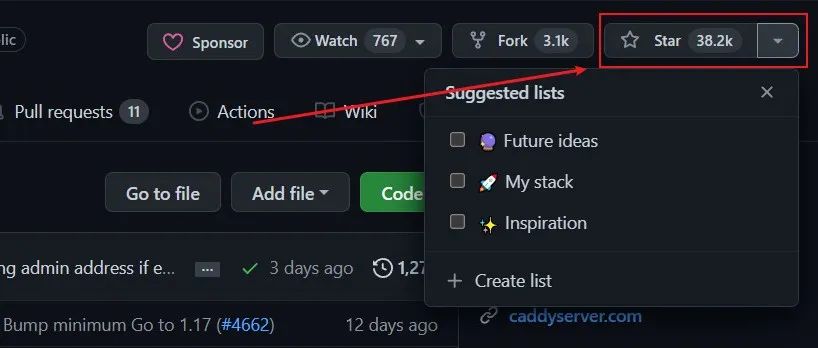 lic
Sponsor
Watch 767
Fork 3.1k
Star 38.2k
Pull requests 11
Actions
Wiki
Suggested lists
Future ideas
My stack
Inspiration
Create list
Go to file
Add file
Code
ng admin address if e... ... 3 days ago 1,27
Bump minimum Go to 1.17 (#4662) 12 days ago
caddyserver.com